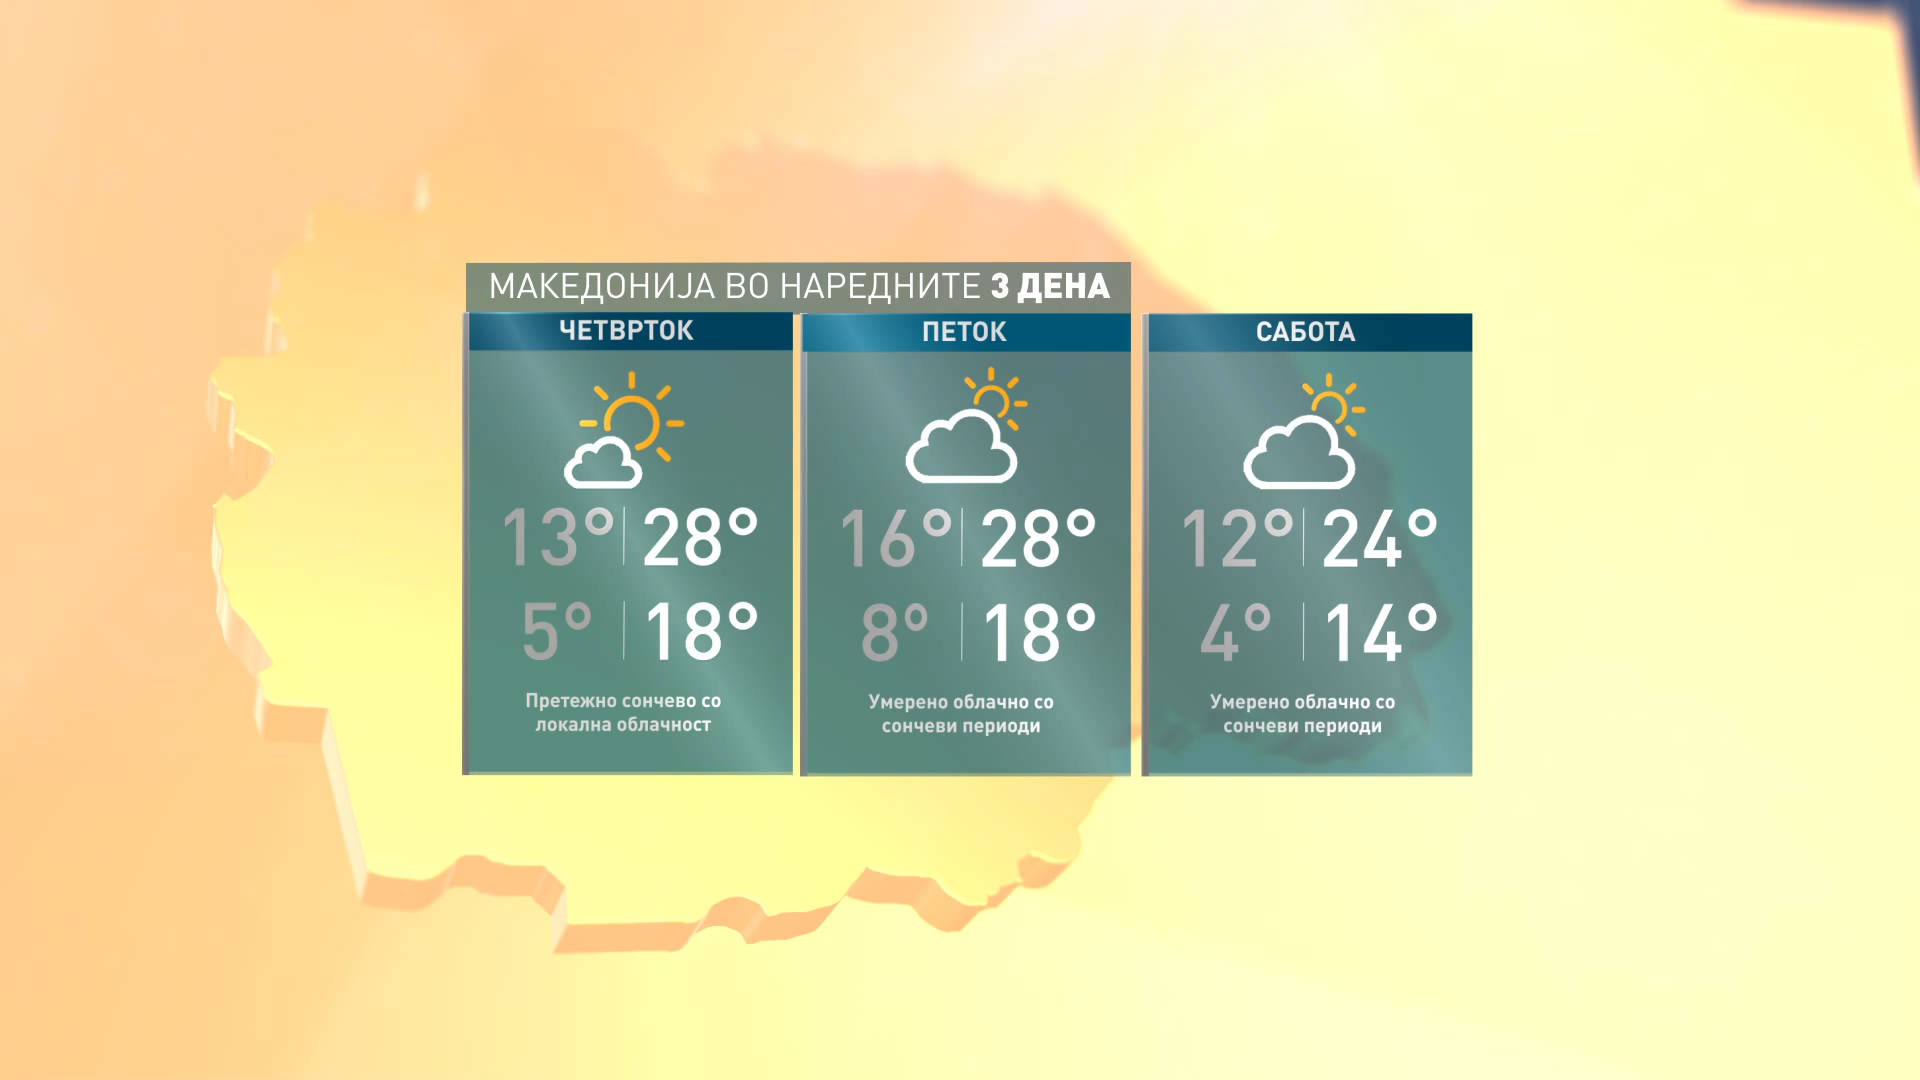 МАКЕДОНИЈА ВО НАРЕДНИТЕ 3 ДЕНА
ЧЕТВРТОК
13° 28°
5° 18°
Претежно сончево со
локална облачност
ПЕТОК
16° 28°
8° 18°
Умерено облачно со
сончеви периоди
САБОТА
12° 24°
4° 14°
Умерено облачно со
сончеви периоди